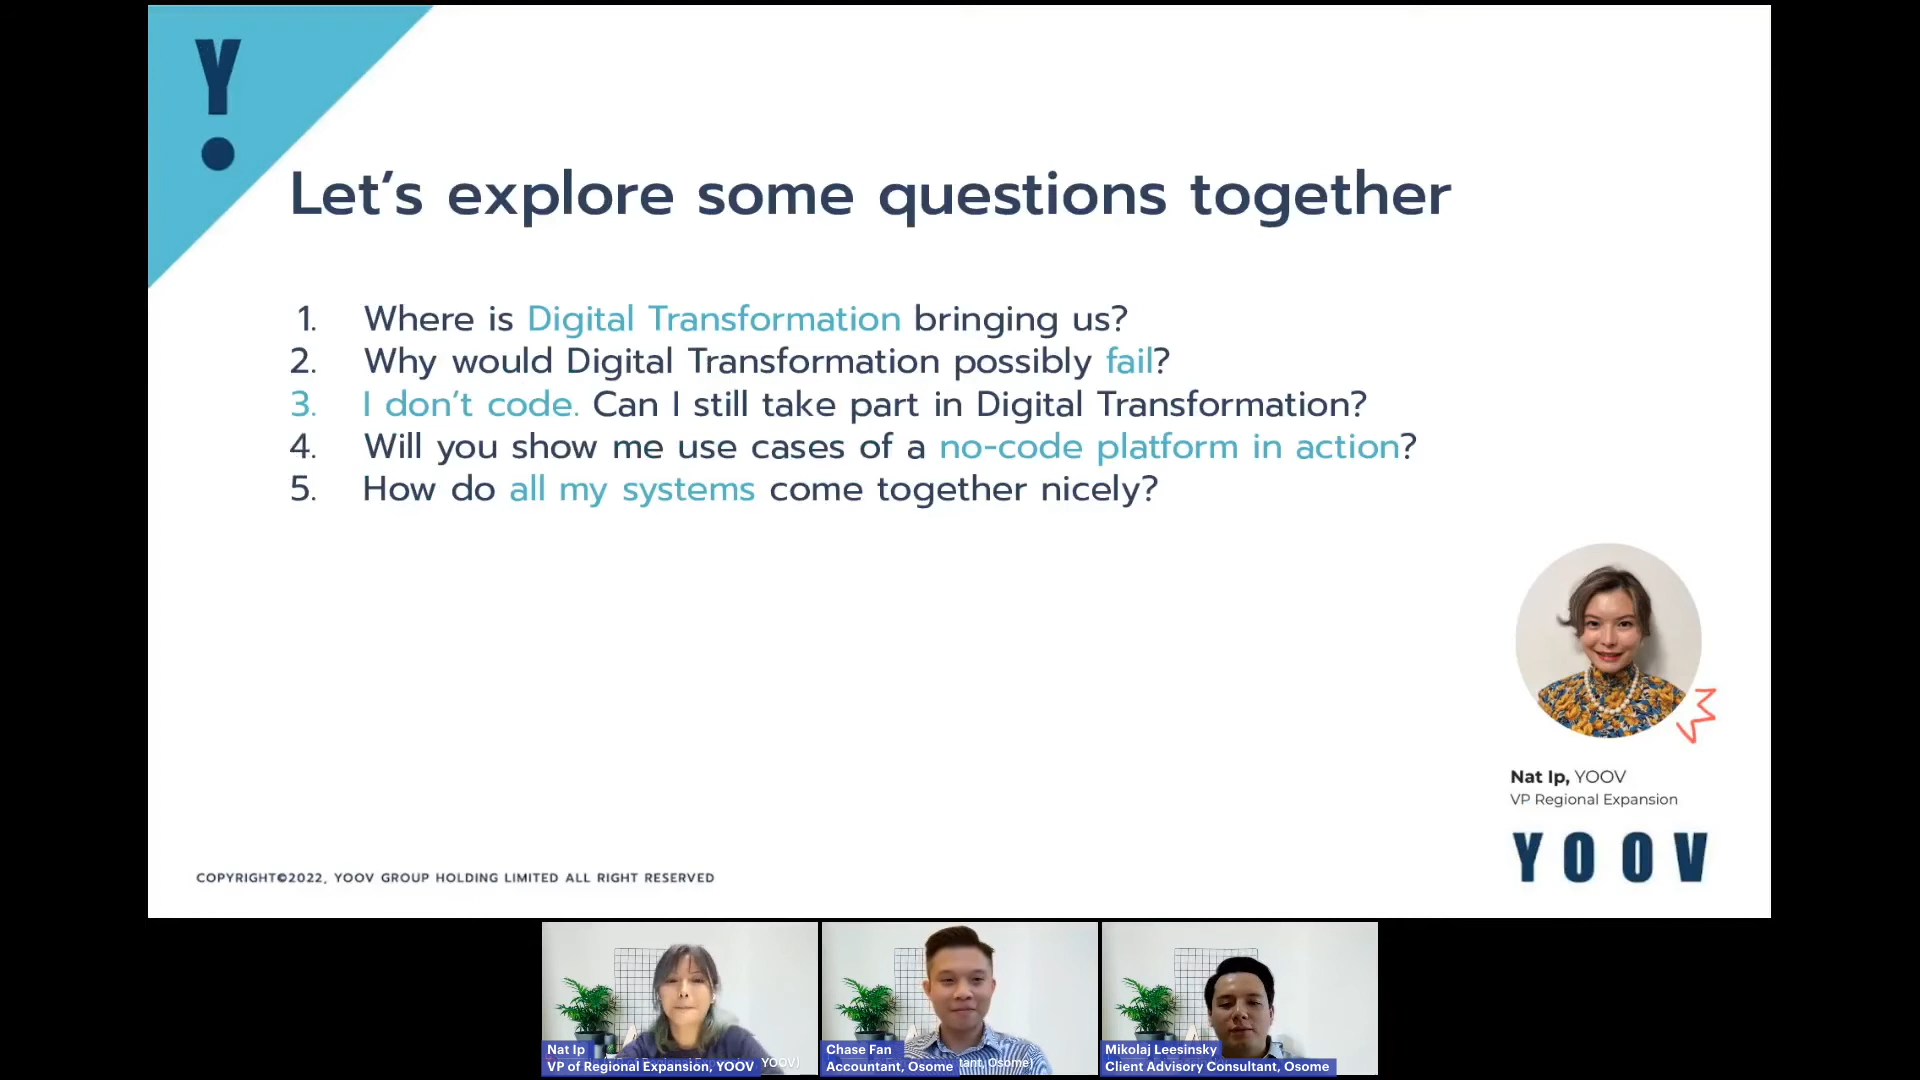 Y
Let's explore some questions together
1. Where is Digital Transformation bringing us?
2. Why would Digital Transformation possibly fail?
3. I don't code. Can I still take part in Digital Transformation?
4. Will you show me use cases of a no-code platform in action?
5. How do all my systems come together nicely?
Nat Ip, YOOV
VP Regional Expansion
YOOV
COPYRIGHT©2022, YOOV GROUP HOLDING LIMITED ALL RIGHT RESERVED
Nat Ip
VP of Regional Expansion, YOOV
YOOV)
Chase Fan
Accountant, Osome
tant, Osome)
Mikolaj Leesinsky
Client Advisory Consultant, Osome